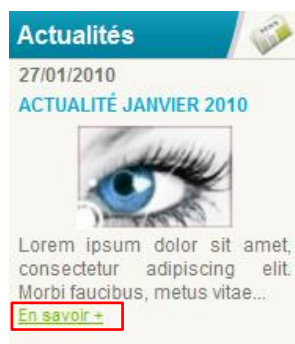 Actualités
27/01/2010
ACTUALITÉ JANVIER 2010
Lorem ipsum dolor sit amet,
consectetur adipiscing elit.
Morbi faucibus, metus vitae...
En savoir +